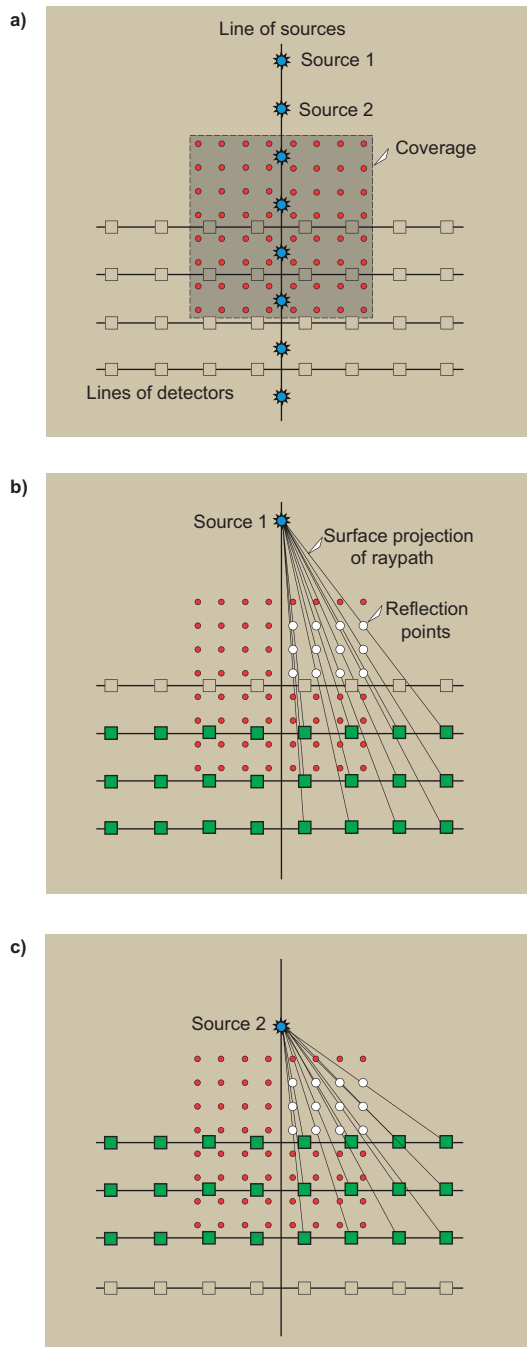 a)
Line of sources
Source 1
Source 2
Coverage
Lines of detectors
b)
Source 1
Surface projection
of raypath
Reflection
points
c)
Source 2